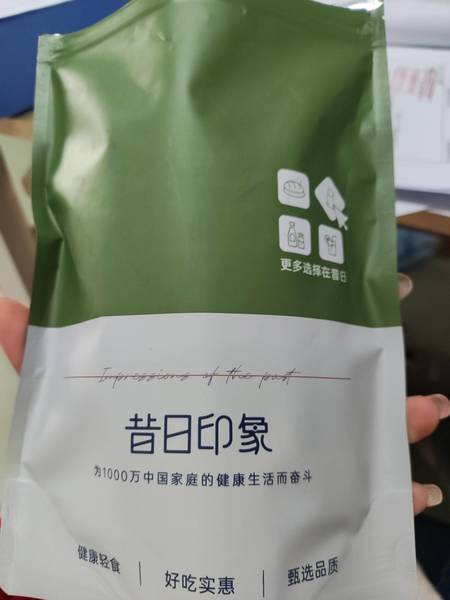 更多选择在昔日
Impressions of the past
昔日印象
为1000万中国家庭的健康生活而奋斗
健康轻食 | 好吃实惠 | 甄选品质